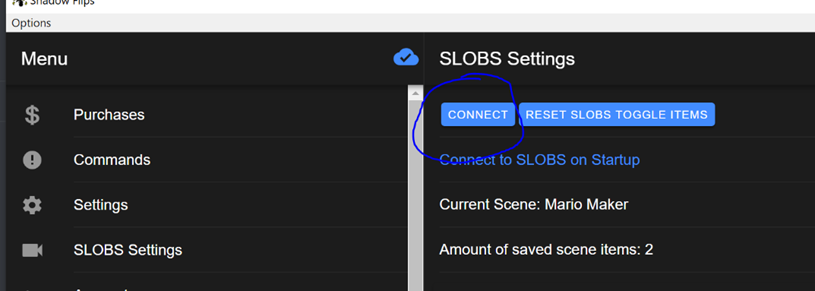 Shadow Flips
Options
Menu
SLOBS Settings
CONNECT
RESET SLOBS TOGGLE ITEMS
Purchases
Connect to SLOBS on Startup
Commands
Current Scene: Mario Maker
Settings
Amount of saved scene items: 2
SLOBS Settings